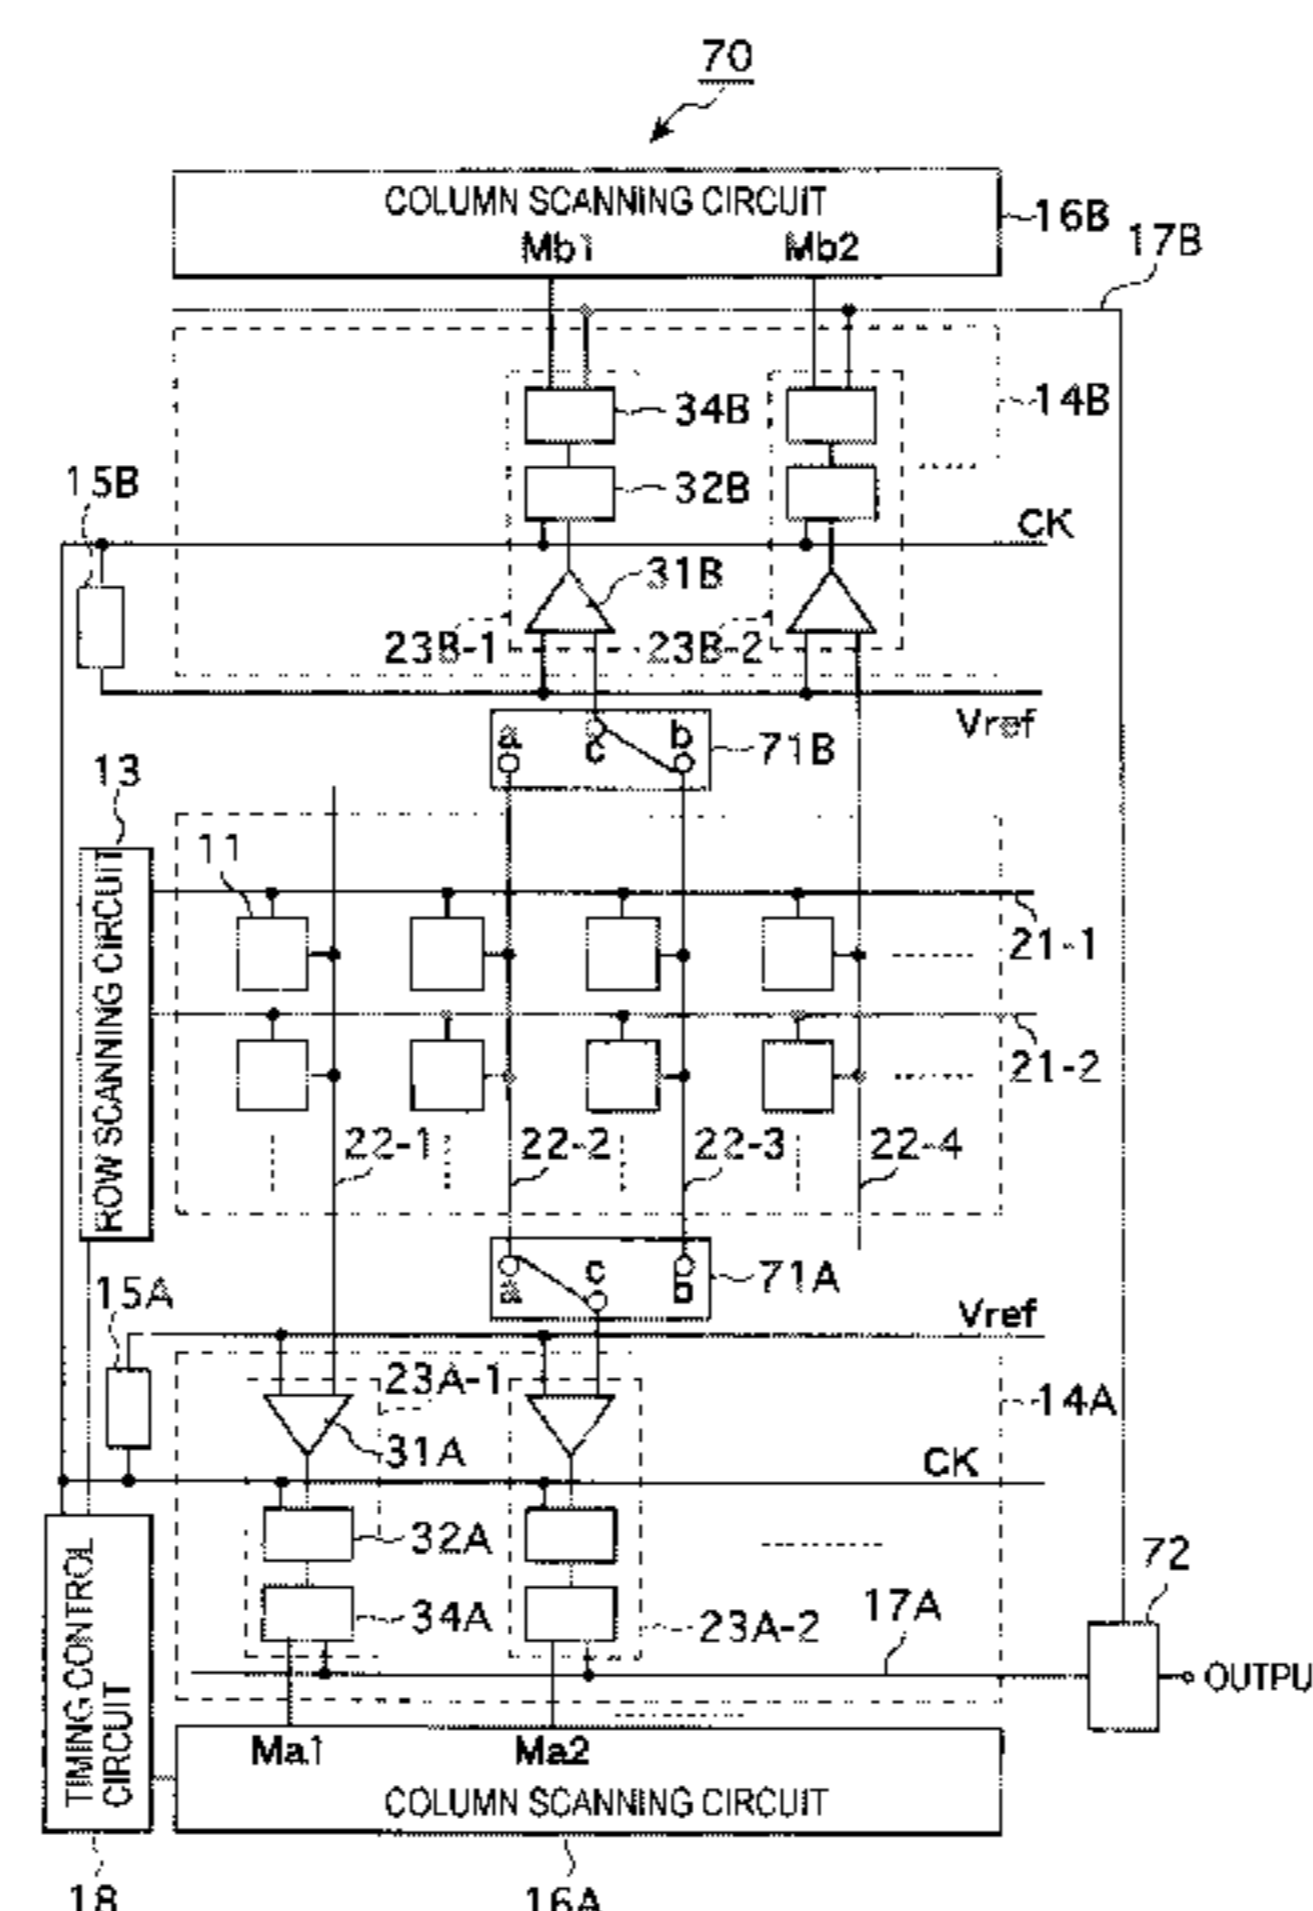 70
COLUMN SCANNING CIRCUIT
Mb1 Mb2
16B
17B
34B
14B
32B
15B
CK
31B
23B-1 23B-2
Vref
a c b
71B
13
11
ROW SCANNING CIRCUIT
21-1
21-2
22-1 22-2 22-3 22-4
a c b
71A
15A
Vref
23A-1
14A
31A
CK
32A
72
34A
23A-2
17A
OUTPU
TIMING CONTROL
CIRCUIT
Ma1 Ma2
COLUMN SCANNING CIRCUIT
18
16A